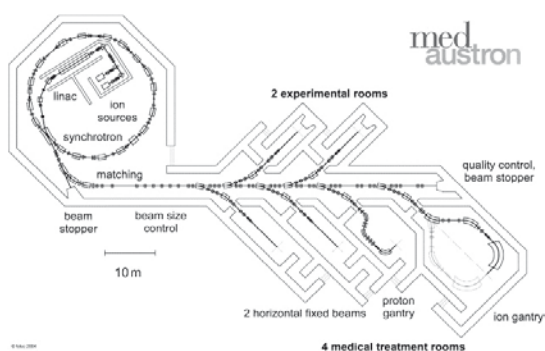 med
austron
2 experimental rooms
linac
ion
sources
synchrotron
matching
quality control,
beam stopper
beam
stopper
beam size
control
10 m
2 horizontal fixed beams
proton
gantry
ion gantry
4 medical treatment rooms